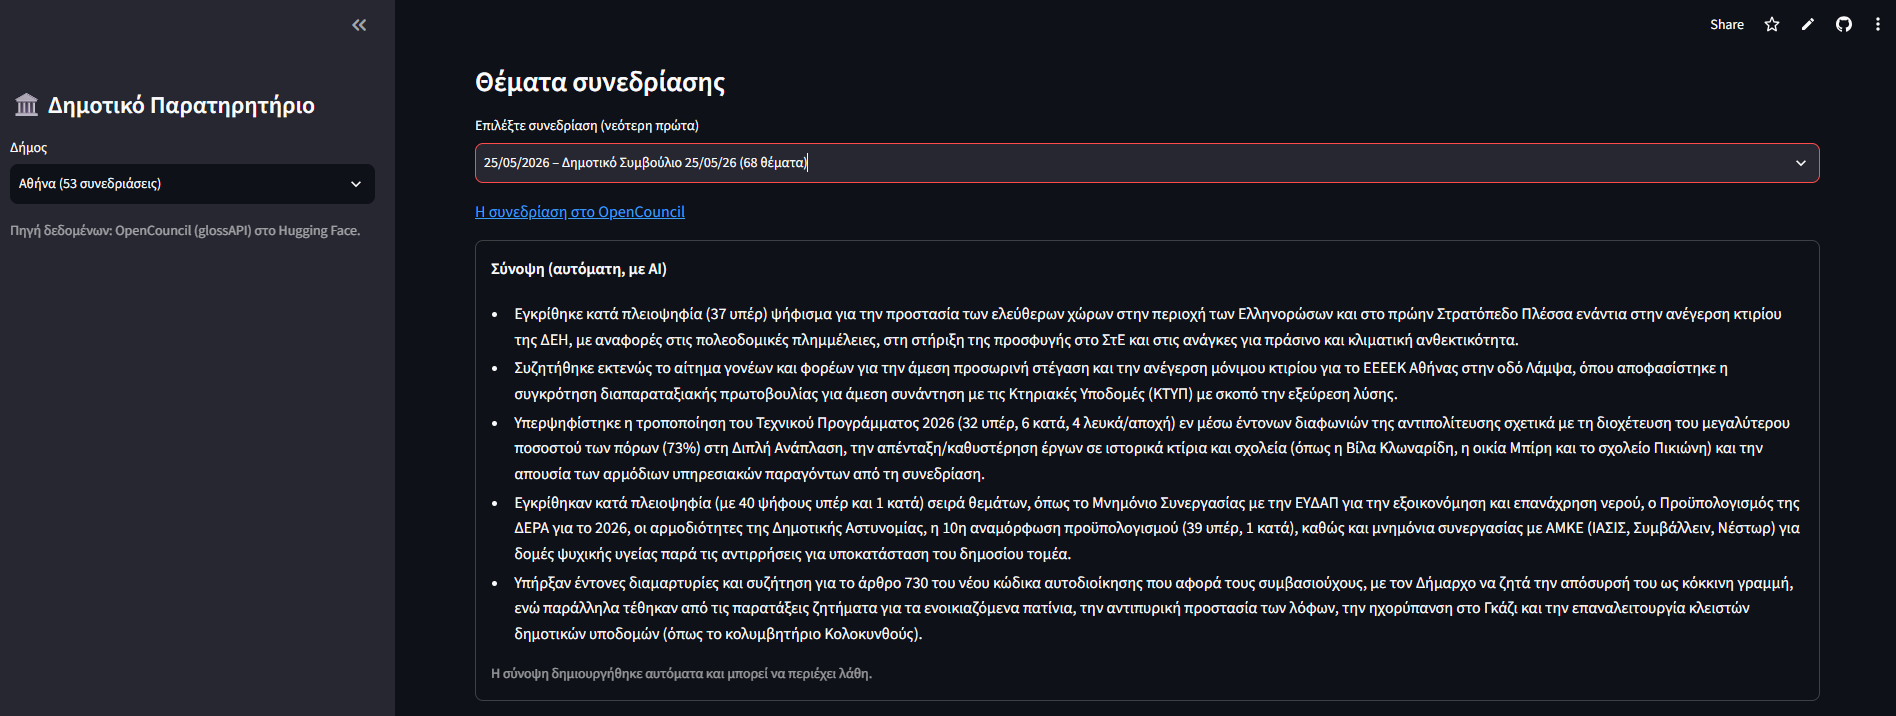 Share
🏛️ Δημοτικό Παρατηρητήριο
Δήμος
Αθήνα (53 συνεδριάσεις)
Πηγή δεδομένων: OpenCouncil (glossAPI) στο Hugging Face.
Θέματα συνεδρίασης
Επιλέξτε συνεδρίαση (νεότερη πρώτα)
25/05/2026 – Δημοτικό Συμβούλιο 25/05/26 (68 θέματα)
Η συνεδρίαση στο OpenCouncil
Σύνοψη (αυτόματη, με AI)
• Εγκρίθηκε κατά πλειοψηφία (37 υπέρ) ψήφισμα για την προστασία των ελεύθερων χώρων στην περιοχή των Ελληνορώσων και στο πρώην Στρατόπεδο Πλέσσα ενάντια στην ανέγερση κτιρίου
της ΔΕΗ, με αναφορές στις πολεοδομικές πλημμέλειες, στη στήριξη της προσφυγής στο ΣτΕ και στις ανάγκες για πράσινο και κλιματική ανθεκτικότητα.
• Συζητήθηκε εκτενώς το αίτημα γονέων και φορέων για την άμεση προσωρινή στέγαση και την ανέγερση μόνιμου κτιρίου για το ΕΕΕΕΚ Αθήνας στην οδό Λάμψα, όπου αποφασίστηκε η
συγκρότηση διαπαραταξιακής πρωτοβουλίας για άμεση συνάντηση με τις Κτηριακές Υποδομές (ΚΤΥΠ) με σκοπό την εξεύρεση λύσης.
• Υπερψηφίστηκε η τροποποίηση του Τεχνικού Προγράμματος 2026 (32 υπέρ, 6 κατά, 4 λευκά/αποχή) εν μέσω έντονων διαφωνιών της αντιπολίτευσης σχετικά με τη διοχέτευση του μεγαλύτερου
ποσοστού των πόρων (73%) στη Διπλή Ανάπλαση, την απένταξη/καθυστέρηση έργων σε ιστορικά κτίρια και σχολεία (όπως η Βίλα Κλωναρίδη, η οικία Μπίρη και το σχολείο Πικιώνη) και την
απουσία των αρμόδιων υπηρεσιακών παραγόντων από τη συνεδρίαση.
• Εγκρίθηκαν κατά πλειοψηφία (με 40 ψήφους υπέρ και 1 κατά) σειρά θεμάτων, όπως το Μνημόνιο Συνεργασίας με την ΕΥΔΑΠ για την εξοικονόμηση και επανάχρηση νερού, ο Προϋπολογισμός της
ΔΕΡΑ για το 2026, οι αρμοδιότητες της Δημοτικής Αστυνομίας, η 10η αναμόρφωση προϋπολογισμού (39 υπέρ, 1 κατά), καθώς και μνημόνια συνεργασίας με ΑΜΚΕ (ΙΑΣΙΣ, Συμβάλλειν, Νέστωρ) για
δομές ψυχικής υγείας παρά τις αντιρρήσεις για υποκατάσταση του δημοσίου τομέα.
• Υπήρξαν έντονες διαμαρτυρίες και συζήτηση για το άρθρο 730 του νέου κώδικα αυτοδιοίκησης που αφορά τους συμβασιούχους, με τον Δήμαρχο να ζητά την απόσυρσή του ως κόκκινη γραμμή,
ενώ παράλληλα τέθηκαν από τις παρατάξεις ζητήματα για τα ενοικιαζόμενα πατίνια, την αντιπυρική προστασία των λόφων, την ηχορύπανση στο Γκάζι και την επαναλειτουργία κλειστών
δημοτικών υποδομών (όπως το κολυμβητήριο Κολοκυνθούς).
Η σύνοψη δημιουργήθηκε αυτόματα και μπορεί να περιέχει λάθη.